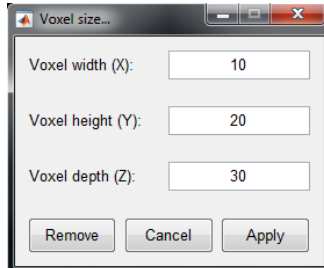 Voxel size...
Voxel width (X): 10
Voxel height (Y): 20
Voxel depth (Z): 30
Remove Cancel Apply